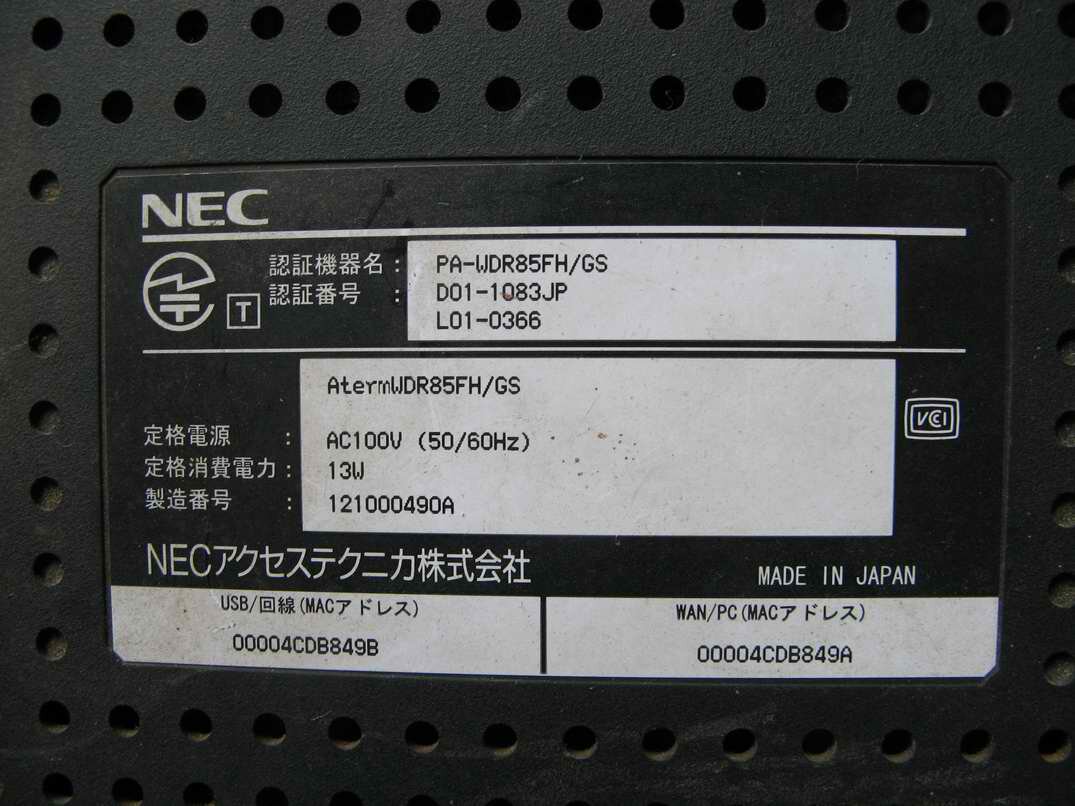 NEC
認証機器名： PA-WDR85FH/GS
T 認証番号 ： D01-1083JP
L01-0366
AtermWDR85FH/GS
定格電源 ： AC100V (50/60Hz)
VCCI
定格消費電力： 13W
製造番号 ： 121000490A
NECアクセステクニカ株式会社
MADE IN JAPAN
USB/回線(MACアドレス)
00004CDB849B
WAN/PC(MACアドレス)
00004CDB849A